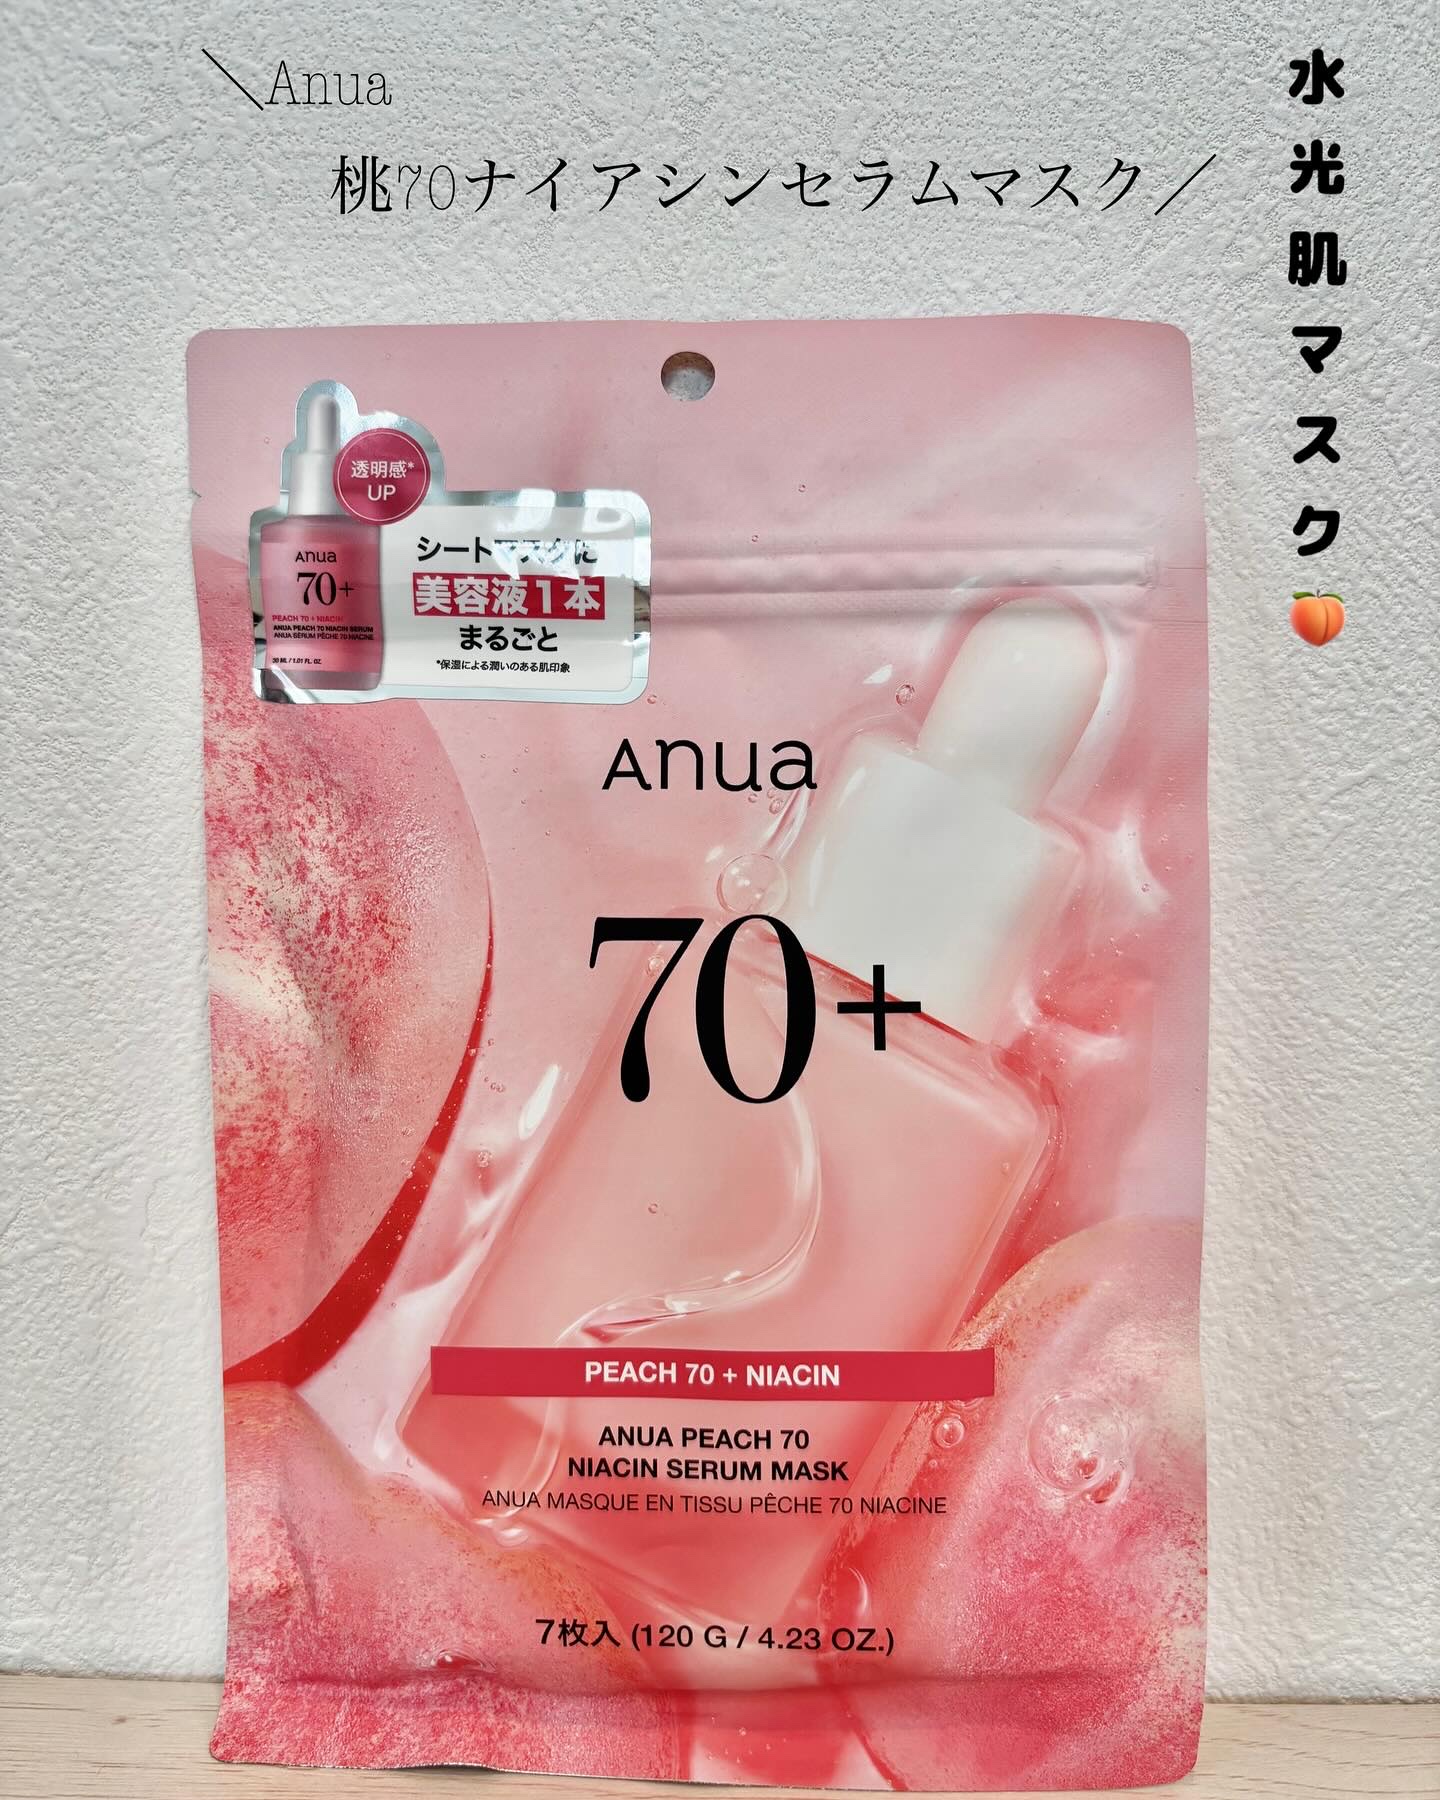 ＼Anua
桃70ナイアシンセラムマスク／
水光肌マスク🍑
透明感*
UP
シートマスクに
美容液1本
まるごと
*保湿による潤いのある肌印象
Anua
70+
PEACH 70 + NIACIN
ANUA PEACH 70 NIACIN SERUM
ANUA SÉRUM PÊCHE 70 NIACINE
30 ML / 1.01 FL. OZ.
Anua
70+
PEACH 70 + NIACIN
ANUA PEACH 70
NIACIN SERUM MASK
ANUA MASQUE EN TISSU PÊCHE 70 NIACINE
7枚入 (120 G / 4.23 OZ.)